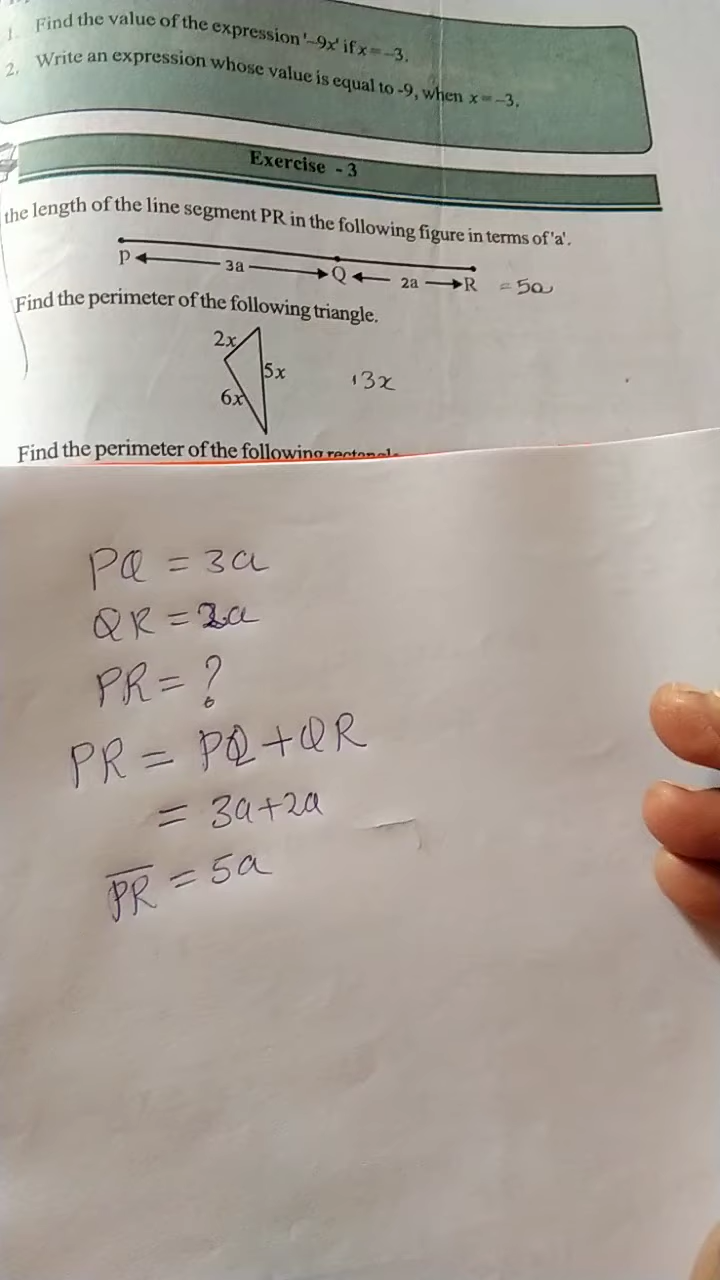 1. Find the value of the expression '–9x' if x = –3.
2. Write an expression whose value is equal to -9, when x = –3.
Exercise - 3
the length of the line segment PR in the following figure in terms of 'a'.
P 3a Q 2a R = 5a
Find the perimeter of the following triangle.
2x
5x
13x
6x
Find the perimeter of the following rectangle
PQ = 3a
QR = 2a
PR = ?
PR = PQ + QR
= 3a + 2a
P̅R̅ = 5a